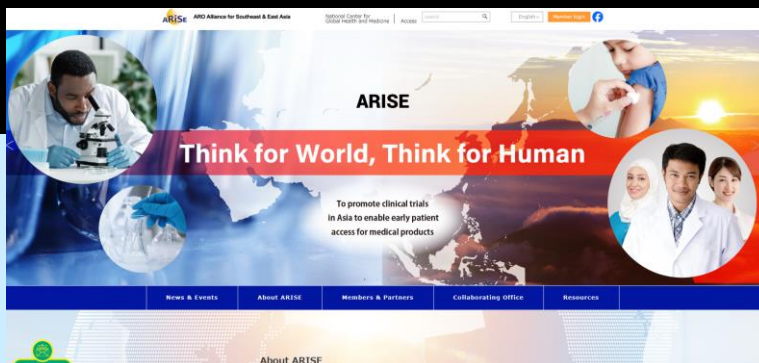 ARISE ARO Alliance for Southeast & East Asia
National Center for
Global Health and Medicine
Access
Search
English
Member login
ARISE
Think for World, Think for Human
To promote clinical trials
in Asia to enable early patient
access for medical products
News & Events
About ARISE
Members & Partners
Collaborating Office
Resources
About ARISE